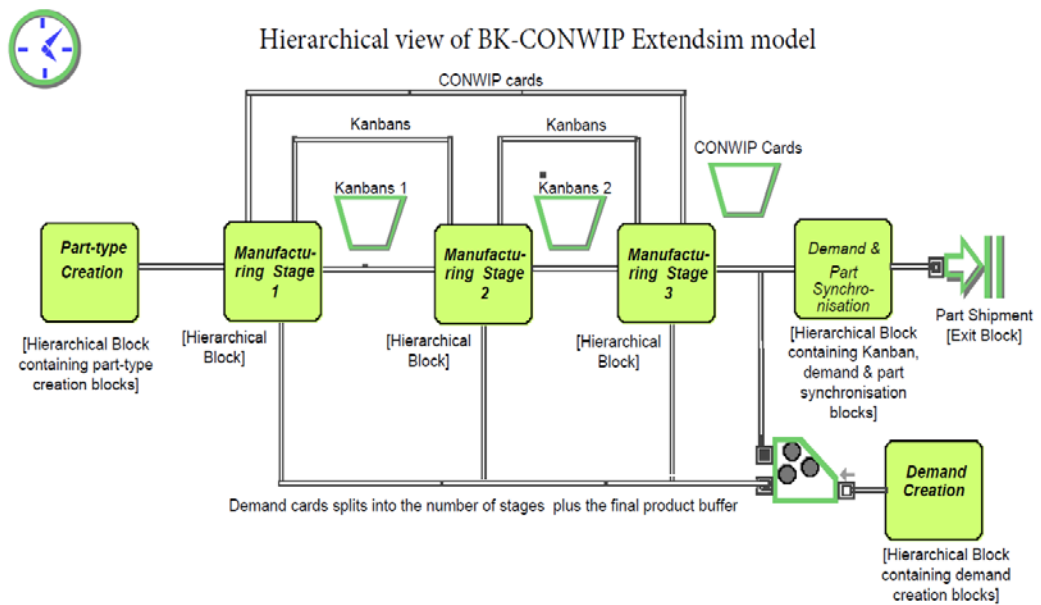 Hierarchical view of BK-CONWIP Extendsim model
CONWIP cards
Kanbans
Kanbans
CONWIP Cards
Kanbans 1
Kanbans 2
Part-type
Creation
Manufactu-
ring Stage
1
Manufactu-
ring Stage
2
Manufactu-
ring Stage
3
Demand &
Part
Synchro-
nisation
[Hierarchical Block
containing part-type
creation blocks]
[Hierarchical
Block]
[Hierarchical
Block]
[Hierarchical
Block]
[Hierarchical Block
containing Kanban,
demand & part
synchronisation
blocks]
Part Shipment
[Exit Block]
Demand cards splits into the number of stages plus the final product buffer
Demand
Creation
[Hierarchical Block
containing demand
creation blocks]